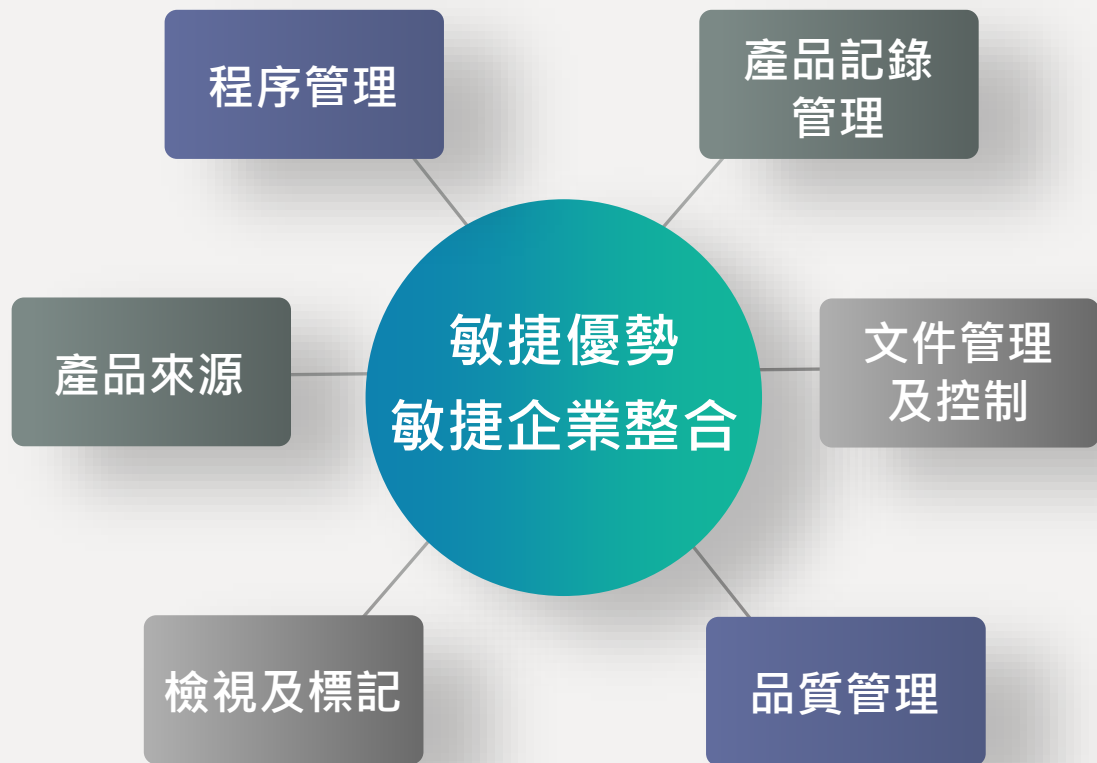 程序管理
產品記錄
管理
產品來源
敏捷優勢
敏捷企業整合
文件管理
及控制
檢視及標記
品質管理